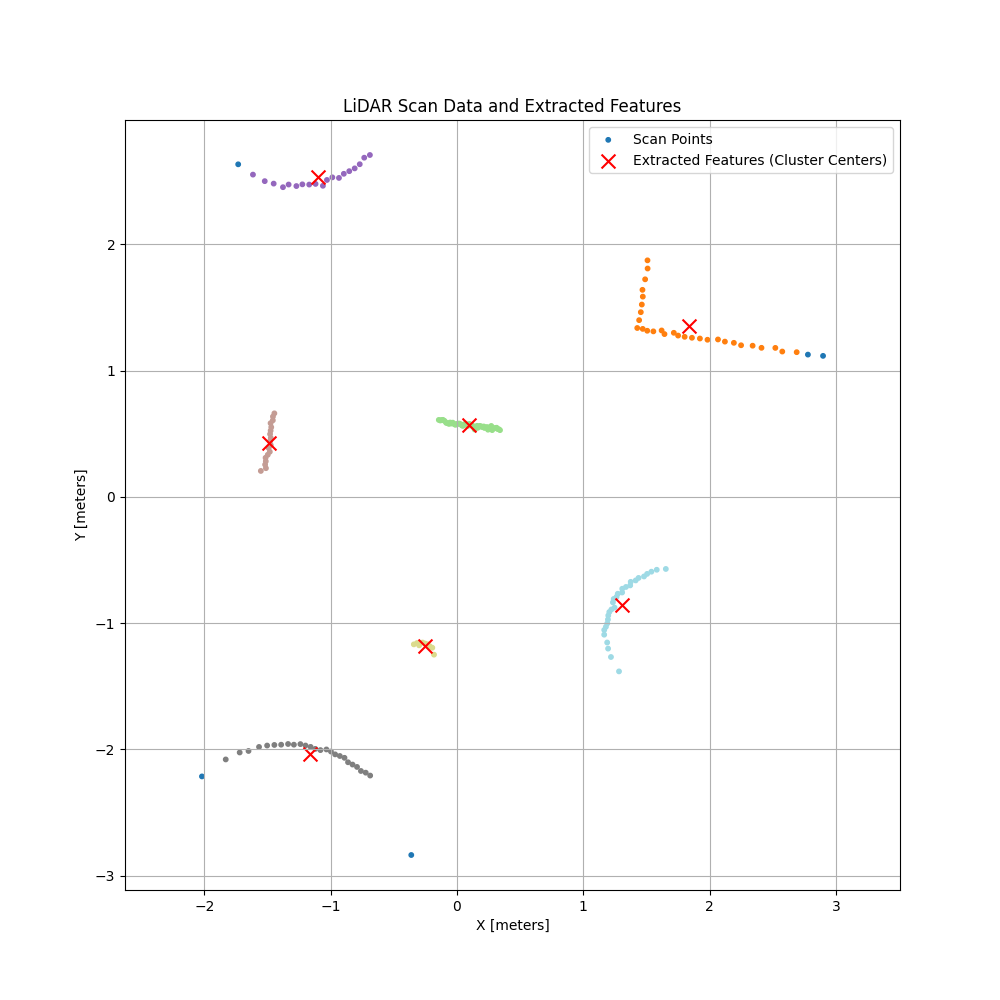 LiDAR Scan Data and Extracted Features
Scan Points
Extracted Features (Cluster Centers)
Y [meters]
2
1
0
−1
−2
−3
−2
−1
0
1
2
3
X [meters]